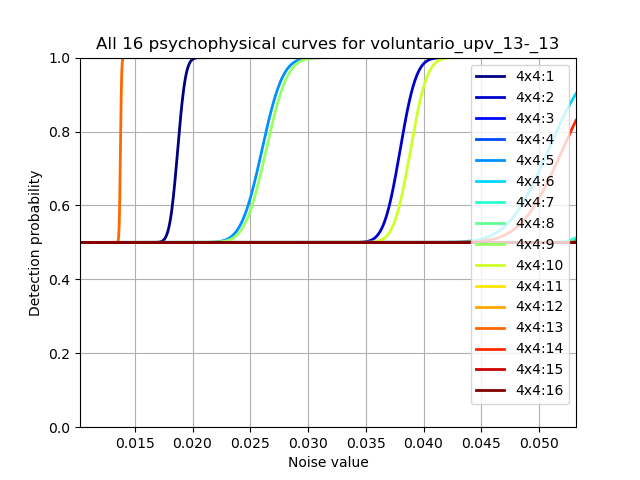 All 16 psychophysical curves for voluntario_upv_13-_13
Detection probability
1.0
0.8
0.6
0.4
0.2
0.0
0.015 0.020 0.025 0.030 0.035 0.040 0.045 0.050
Noise value
4x4:1
4x4:2
4x4:3
4x4:4
4x4:5
4x4:6
4x4:7
4x4:8
4x4:9
4x4:10
4x4:11
4x4:12
4x4:13
4x4:14
4x4:15
4x4:16